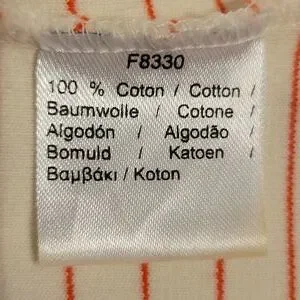 F8330
100 % Coton / Cotton /
Baumwolle / Cotone /
Algodón / Algodão /
Bomuld / Katoen /
Βαμβάκι / Koton